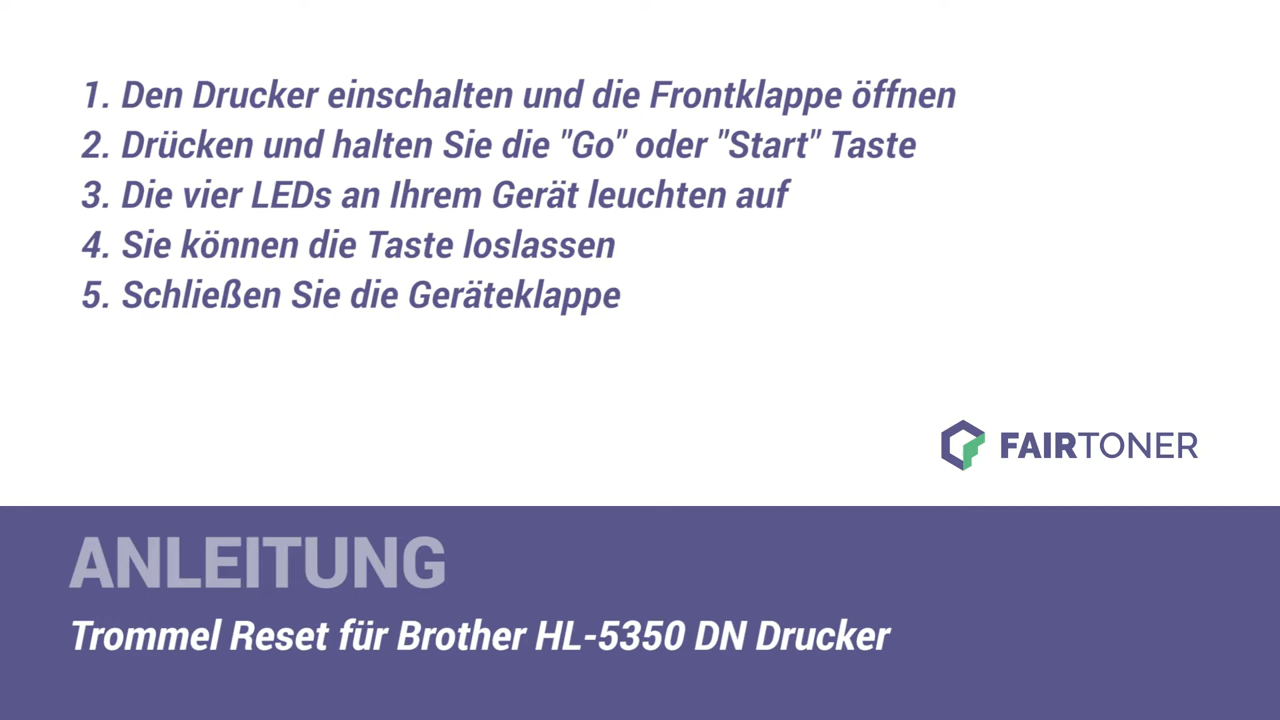 1. Den Drucker einschalten und die Frontklappe öffnen
2. Drücken und halten Sie die "Go" oder "Start" Taste
3. Die vier LEDs an Ihrem Gerät leuchten auf
4. Sie können die Taste loslassen
5. Schließen Sie die Geräteklappe
FAIRTONER
ANLEITUNG
Trommel Reset für Brother HL-5350 DN Drucker